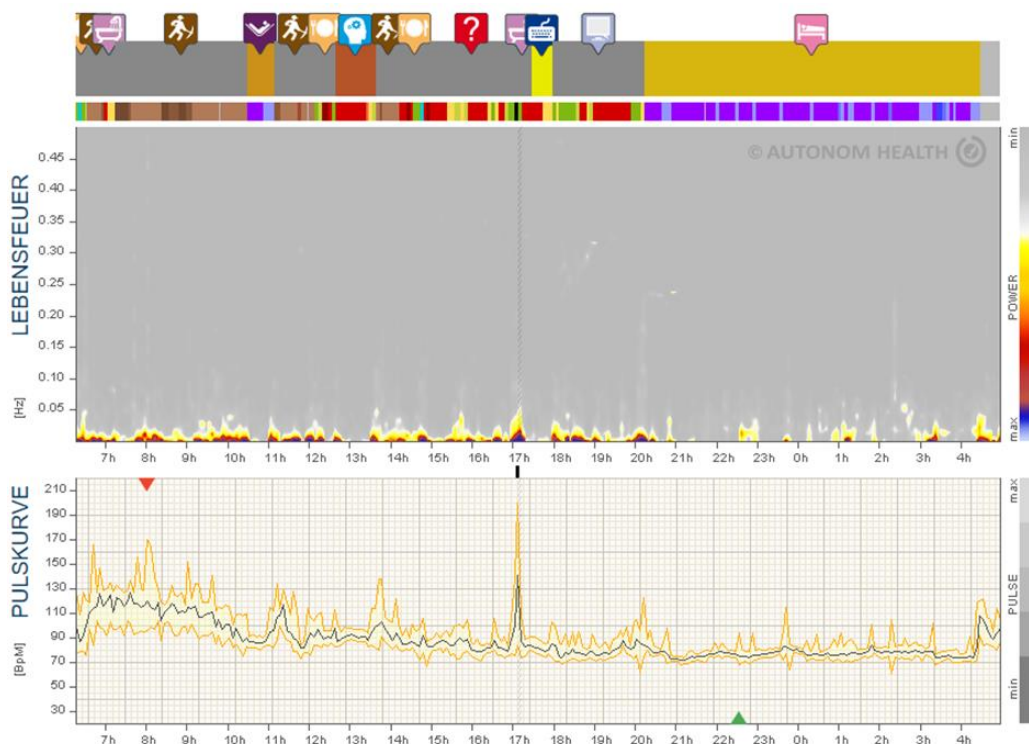 ?
© AUTONOM HEALTH
LEBENSFEUER
[Hz]
0.45
0.40
0.35
0.30
0.25
0.20
0.15
0.10
0.05
min
POWER
max
7h 8h 9h 10h 11h 12h 13h 14h 15h 16h 17h 18h 19h 20h 21h 22h 23h 0h 1h 2h 3h 4h
PULSKURVE
[BpM]
210
190
170
150
130
110
90
70
50
30
max
PULSE
min
7h 8h 9h 10h 11h 12h 13h 14h 15h 16h 17h 18h 19h 20h 21h 22h 23h 0h 1h 2h 3h 4h